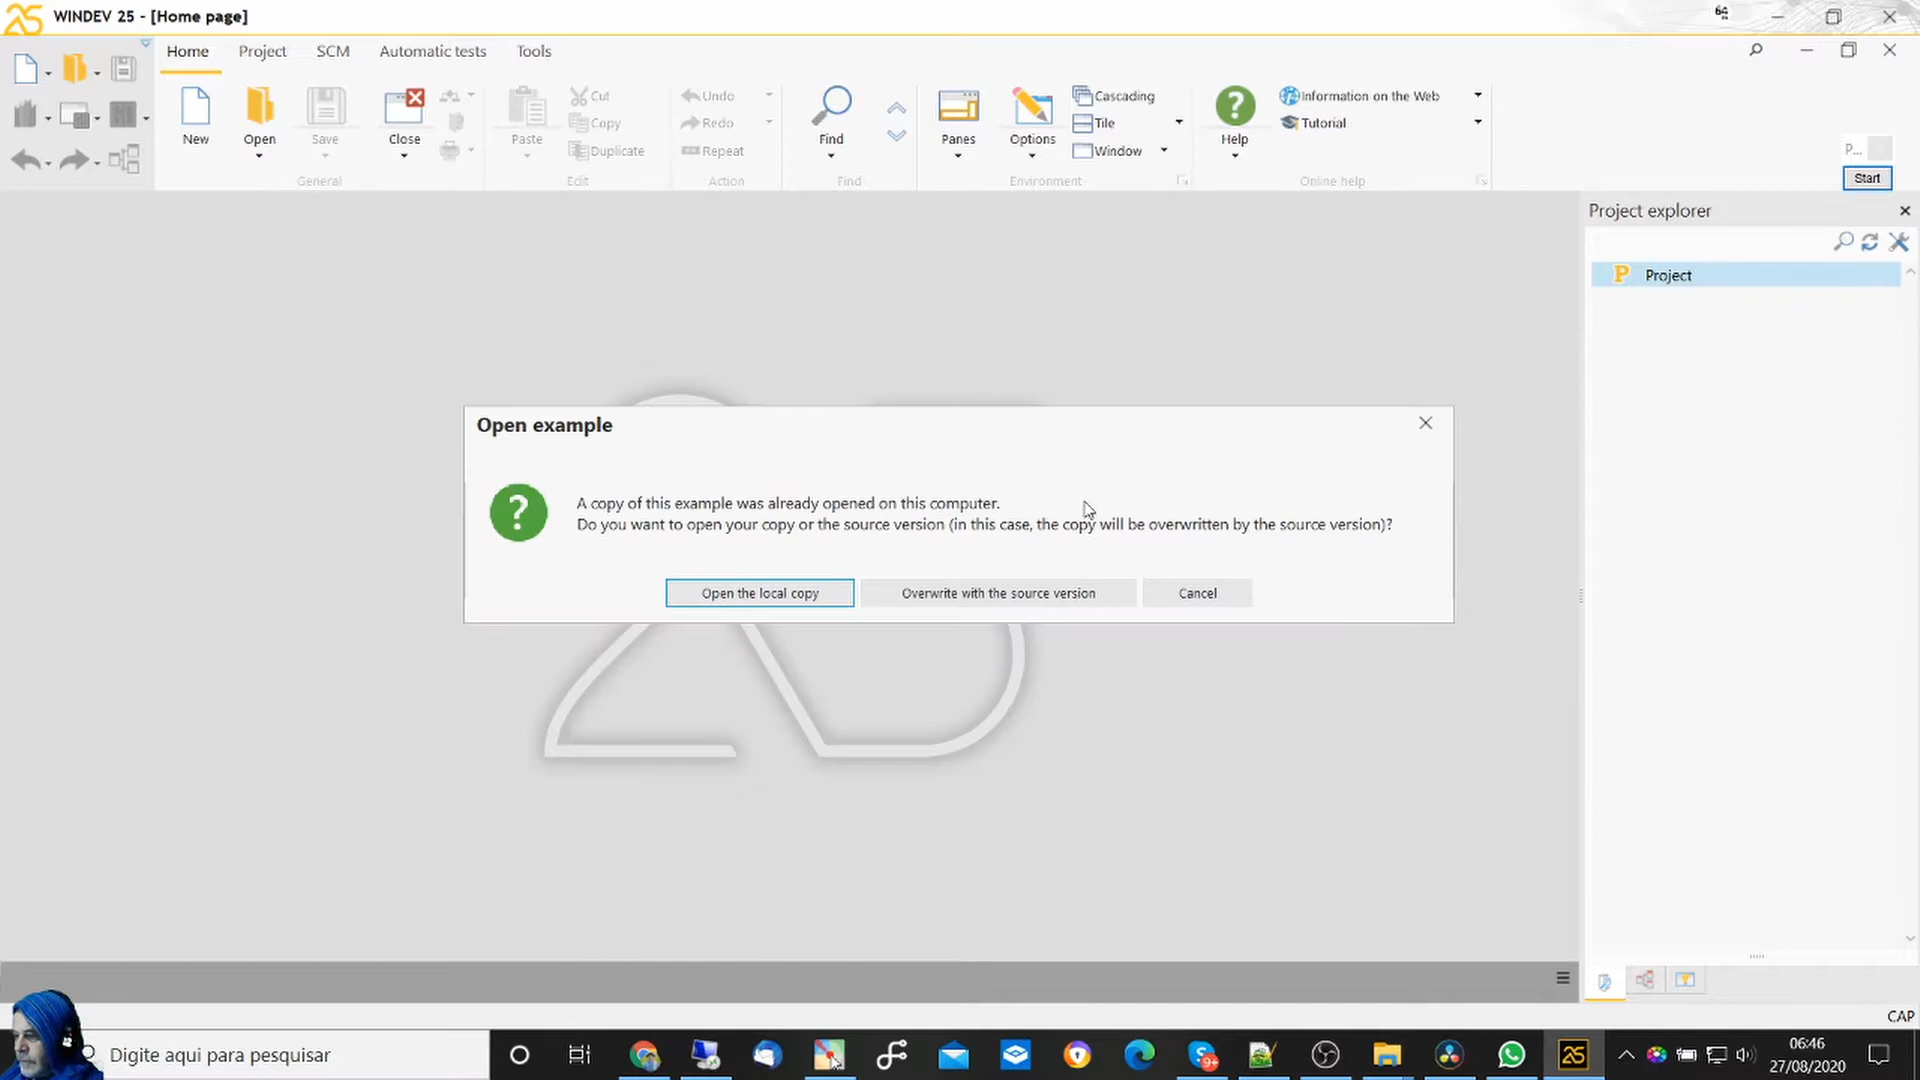 WINDEV 25 - [Home page]
64
Home
Project
SCM
Automatic tests
Tools
New
Open
Save
Close
General
Paste
Cut
Copy
Duplicate
Edit
Undo
Redo
Repeat
Action
Find
Find
Panes
Options
Cascading
Tile
Window
Environment
Help
Information on the Web
Tutorial
Online help
P...
Start
Project explorer
P Project
Open example
A copy of this example was already opened on this computer.
Do you want to open your copy or the source version (in this case, the copy will be overwritten by the source version)?
Open the local copy
Overwrite with the source version
Cancel
25
CAP
Digite aqui para pesquisar
9+
25
06:46
27/08/2020